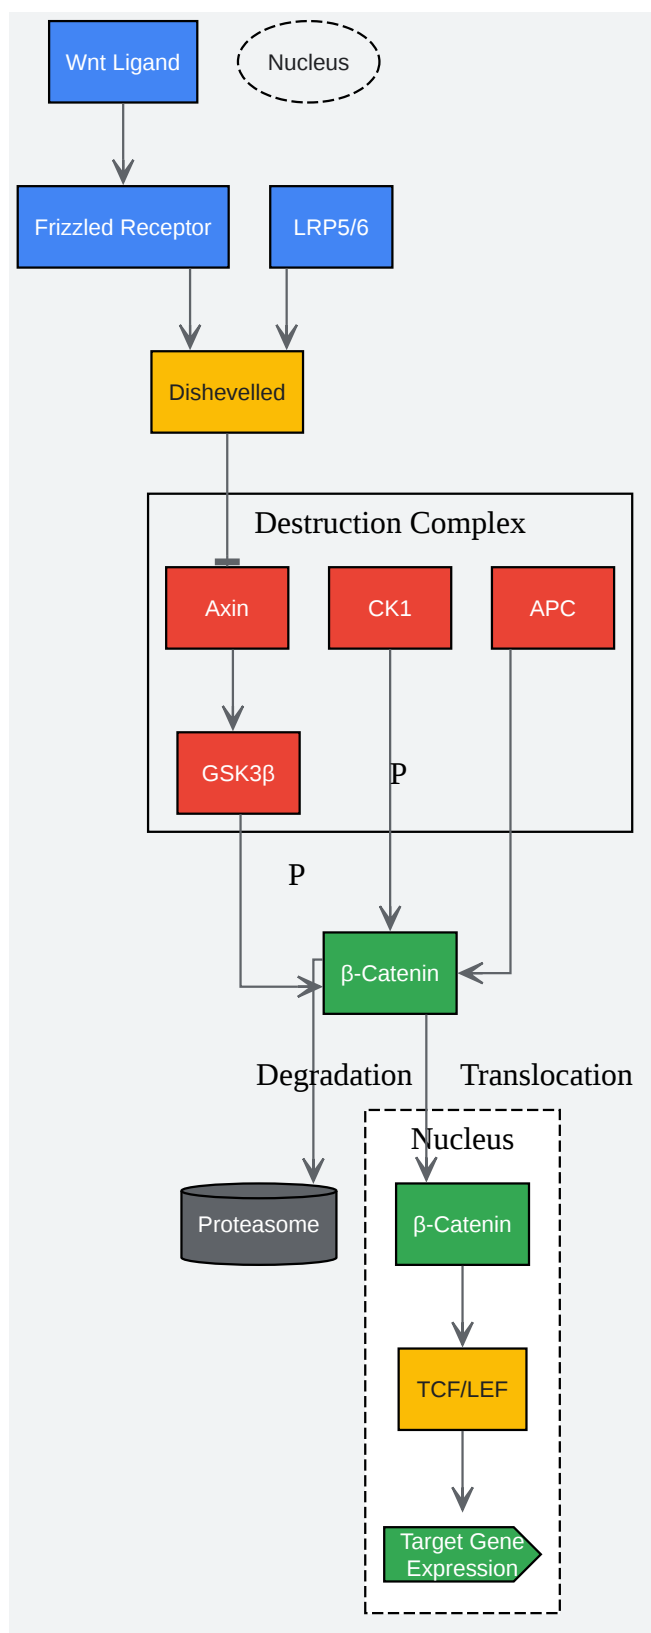 Wnt Ligand
Nucleus
Frizzled Receptor
LRP5/6
Dishevelled
Destruction Complex
Axin
CK1
APC
GSK3β
P
P
β-Catenin
Degradation
Translocation
Nucleus
Proteasome
β-Catenin
TCF/LEF
Target Gene
Expression